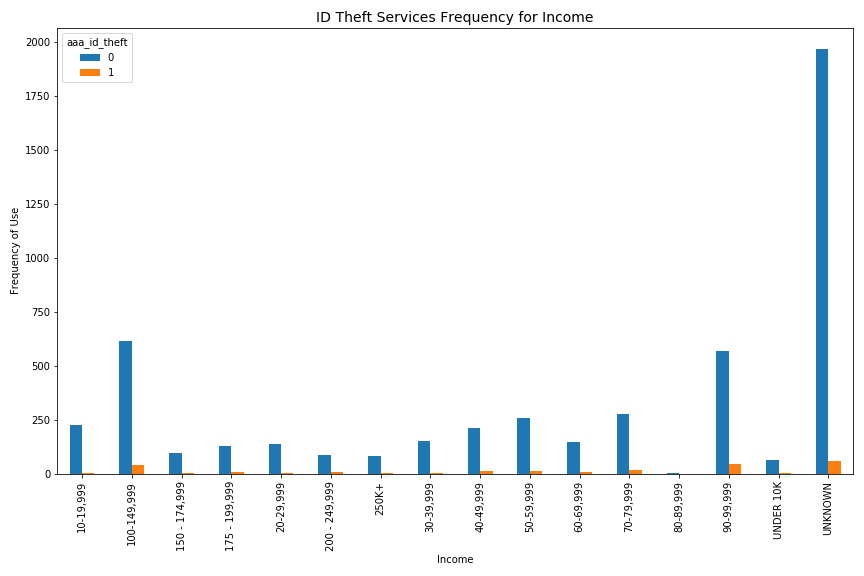 ID Theft Services Frequency for Income
aaa_id_theft
0
1
2000
1750
1500
1250
1000
750
500
250
0
Frequency of Use
10-19,999
100-149,999
150 - 174,999
175 - 199,999
20-29,999
200 - 249,999
250K+
30-39,999
40-49,999
50-59,999
60-69,999
70-79,999
80-89,999
90-99,999
UNDER 10K
UNKNOWN
Income